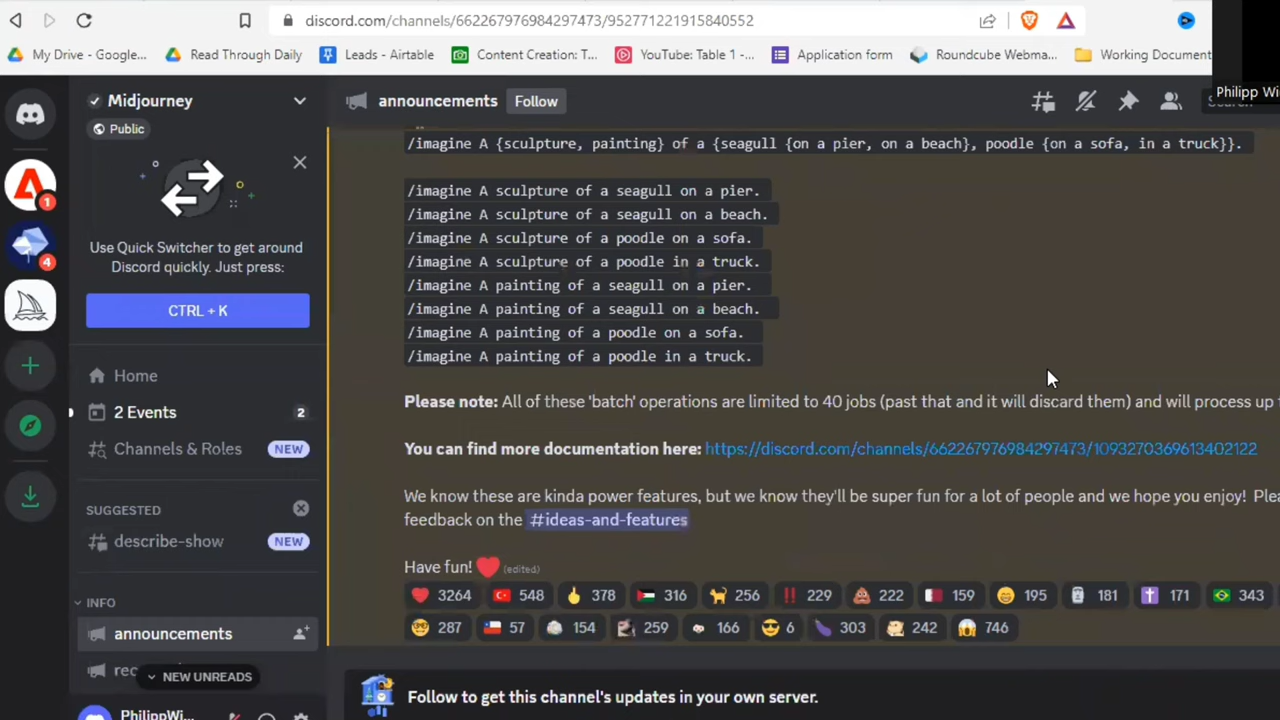 discord.com/channels/662267976984297473/952771221915840552
My Drive - Google...
Read Through Daily
Leads - Airtable
Content Creation: T...
YouTube: Table 1 -...
Application form
Roundcube Webma...
Working Document
Philipp Wi
Midjourney
Public
Use Quick Switcher to get around
Discord quickly. Just press:
CTRL + K
Home
2 Events
2
Channels & Roles
NEW
SUGGESTED
describe-show
NEW
INFO
announcements
NEW UNREADS
PhilippWi...
1
4
announcements
Follow
Search
/imagine A {sculpture, painting} of a {seagull {on a pier, on a beach}, poodle {on a sofa, in a truck}}.
/imagine A sculpture of a seagull on a pier.
/imagine A sculpture of a seagull on a beach.
/imagine A sculpture of a poodle on a sofa.
/imagine A sculpture of a poodle in a truck.
/imagine A painting of a seagull on a pier.
/imagine A painting of a seagull on a beach.
/imagine A painting of a poodle on a sofa.
/imagine A painting of a poodle in a truck.
Please note: All of these 'batch' operations are limited to 40 jobs (past that and it will discard them) and will process up
You can find more documentation here: https://discord.com/channels/662267976984297473/1093270369613402122
We know these are kinda power features, but we know they'll be super fun for a lot of people and we hope you enjoy! Plea
feedback on the #ideas-and-features
Have fun! (edited)
3264 548 378 316 256 229 222 159 195 181 171 343
287 57 154 259 166 6 303 242 746
Follow to get this channel's updates in your own server.